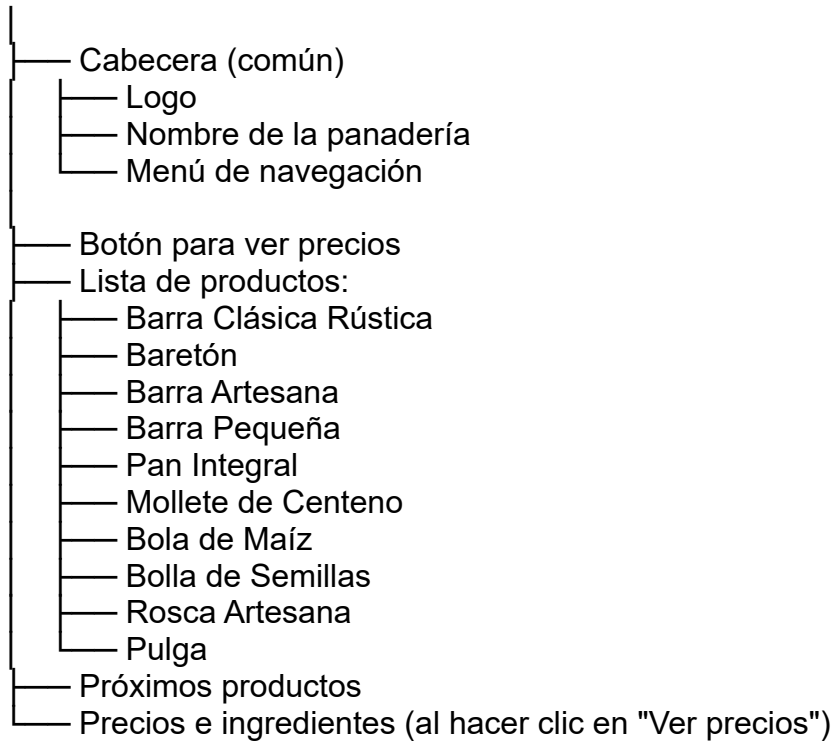 Cabecera (común)
Logo
Nombre de la panadería
Menú de navegación
Botón para ver precios
Lista de productos:
Barra Clásica Rústica
Baretón
Barra Artesana
Barra Pequeña
Pan Integral
Mollete de Centeno
Bola de Maíz
Bolla de Semillas
Rosca Artesana
Pulga
Próximos productos
Precios e ingredientes (al hacer clic en "Ver precios")